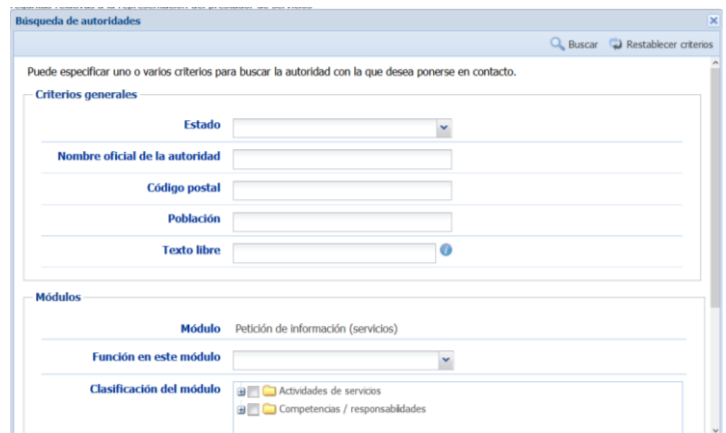 Búsqueda de autoridades
Buscar Restablecer criterios
Puede especificar uno o varios criterios para buscar la autoridad con la que desea ponerse en contacto.
Criterios generales
Estado
Nombre oficial de la autoridad
Código postal
Población
Texto libre
Módulos
Módulo Petición de información (servicios)
Función en este módulo
Clasificación del módulo Actividades de servicios
Competencias / responsabilidades